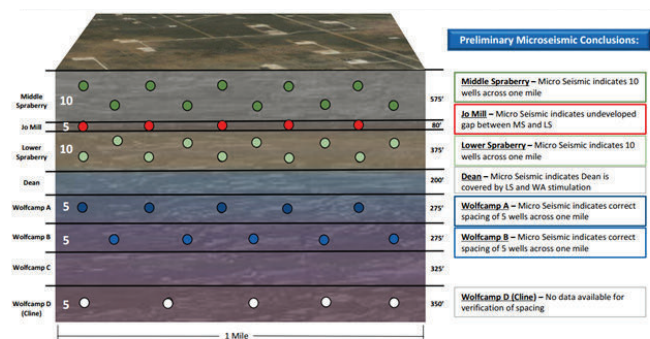 Preliminary Microseismic Conclusions:
Middle
Spraberry
10
575'
Jo Mill
5
80'
Lower
Spraberry
10
375'
Dean
200'
Wolfcamp A
5
275'
Wolfcamp B
5
275'
Wolfcamp C
325'
Wolfcamp D
(Cline)
5
350'
1 Mile
Middle Spraberry – Micro Seismic indicates 10
wells across one mile
Jo Mill – Micro Seismic indicates undeveloped
gap between MS and LS
Lower Spraberry – Micro Seismic indicates 10
wells across one mile
Dean – Micro Seismic indicates Dean is
covered by LS and WA stimulation
Wolfcamp A – Micro Seismic indicates correct
spacing of 5 wells across one mile
Wolfcamp B – Micro Seismic indicates correct
spacing of 5 wells across one mile
Wolfcamp D (Cline) – No data available for
verification of spacing